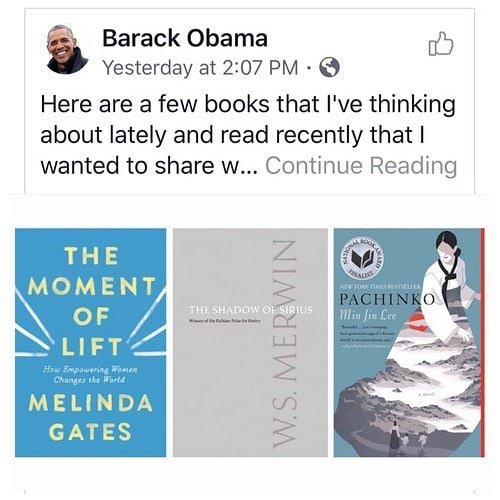 Barack Obama
Yesterday at 2:07 PM ·
Here are a few books that I've thinking
about lately and read recently that I
wanted to share w... Continue Reading
THE
MOMENT
OF
LIFT
How Empowering Women
Changes the World
MELINDA
GATES
THE SHADOW OF SIRIUS
Winner of the Pulitzer Prize for Poetry
W.S. MERWIN
NATIONAL BOOK AWARD
FINALIST
NEW YORK TIMES BESTSELLER
PACHINKO
Min Jin Lee
a novel